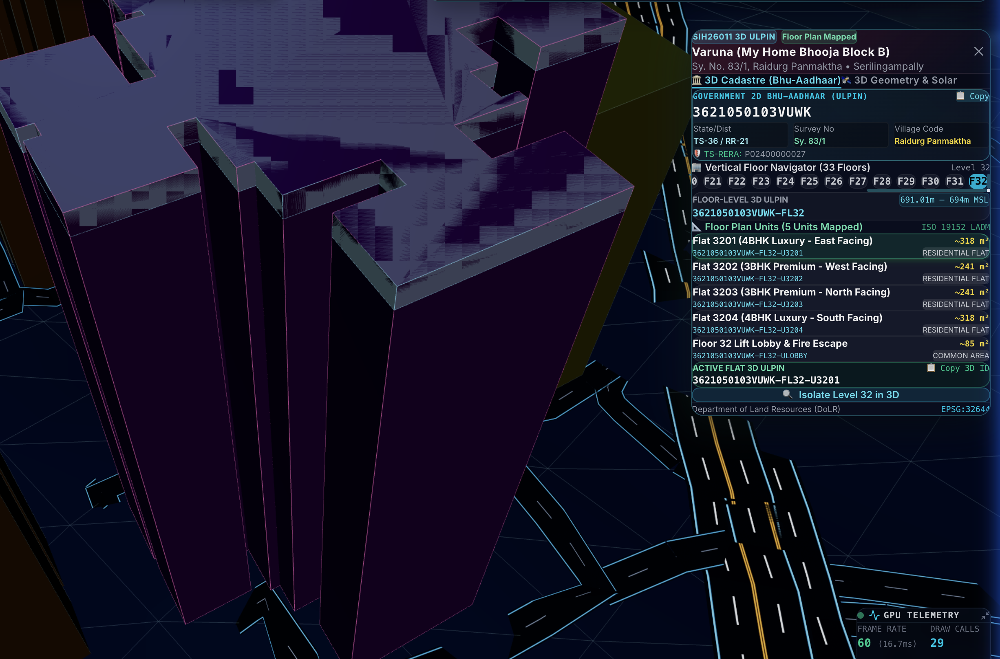 SIH26011 3D ULPIN Floor Plan Mapped
Varuna (My Home Bhooja Block B)
Sy. No. 83/1, Raidurg Panmaktha • Serilingampally
3D Cadastre (Bhu-Aadhaar) 3D Geometry & Solar
GOVERNMENT 2D BHU-AADHAAR (ULPIN) Copy
3621050103VUWK
State/Dist Survey No Village Code
TS-36 / RR-21 Sy. 83/1 Raidurg Panmaktha
TS-RERA: P02400000027
Vertical Floor Navigator (33 Floors) Level 32
0 F21 F22 F23 F24 F25 F26 F27 F28 F29 F30 F31 F32
FLOOR-LEVEL 3D ULPIN 691.01m — 694m MSL
3621050103VUWK-FL32
Floor Plan Units (5 Units Mapped) ISO 19152 LADM
Flat 3201 (4BHK Luxury - East Facing) ~318 m²
3621050103VUWK-FL32-U3201 RESIDENTIAL FLAT
Flat 3202 (3BHK Premium - West Facing) ~241 m²
3621050103VUWK-FL32-U3202 RESIDENTIAL FLAT
Flat 3203 (3BHK Premium - North Facing) ~241 m²
3621050103VUWK-FL32-U3203 RESIDENTIAL FLAT
Flat 3204 (4BHK Luxury - South Facing) ~318 m²
3621050103VUWK-FL32-U3204 RESIDENTIAL FLAT
Floor 32 Lift Lobby & Fire Escape ~85 m²
3621050103VUWK-FL32-ULOBBY COMMON AREA
ACTIVE FLAT 3D ULPIN Copy 3D ID
3621050103VUWK-FL32-U3201
Isolate Level 32 in 3D
Department of Land Resources (DoLR) EPSG:32644
GPU TELEMETRY
FRAME RATE DRAW CALLS
60 (16.7ms) 29